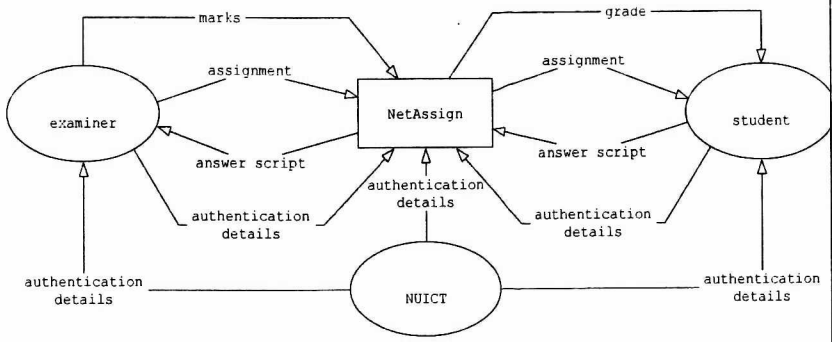 marks
grade
assignment
assignment
NetAssign
examiner
student
answer script
answer script
authentication
details
authentication
details
authentication
details
authentication
details
authentication
details
NUICT